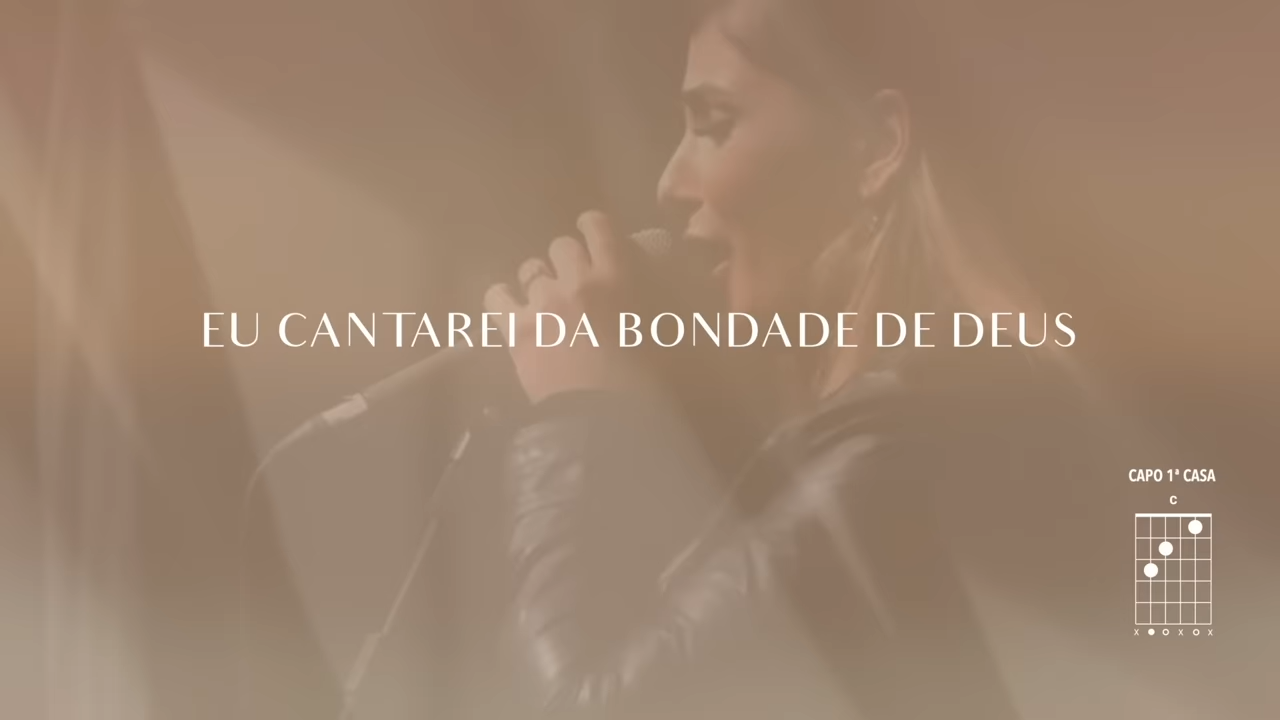 EU CANTAREI DA BONDADE DE DEUS
CAPO 1ª CASA
C
x ● o x o x